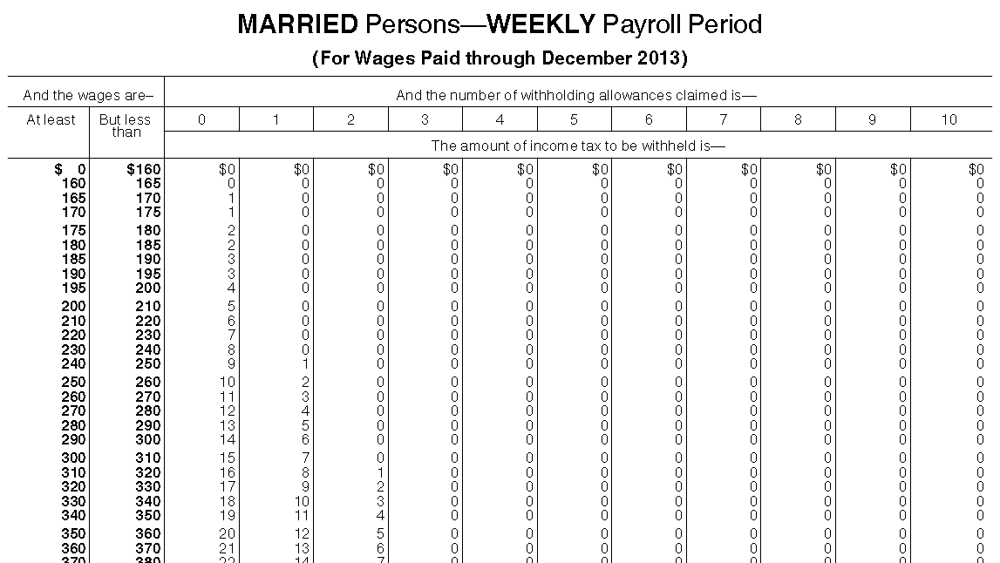 MARRIED Persons—WEEKLY Payroll Period
(For Wages Paid through December 2013)
And the wages are– And the number of withholding allowances claimed is—
At least But less than 0 1 2 3 4 5 6 7 8 9 10
The amount of income tax to be withheld is—
$ 0 $160 $0 $0 $0 $0 $0 $0 $0 $0 $0 $0 $0
160 165 0 0 0 0 0 0 0 0 0 0 0
165 170 1 0 0 0 0 0 0 0 0 0 0
170 175 1 0 0 0 0 0 0 0 0 0 0
175 180 2 0 0 0 0 0 0 0 0 0 0
180 185 2 0 0 0 0 0 0 0 0 0 0
185 190 3 0 0 0 0 0 0 0 0 0 0
190 195 3 0 0 0 0 0 0 0 0 0 0
195 200 4 0 0 0 0 0 0 0 0 0 0
200 210 5 0 0 0 0 0 0 0 0 0 0
210 220 6 0 0 0 0 0 0 0 0 0 0
220 230 7 0 0 0 0 0 0 0 0 0 0
230 240 8 0 0 0 0 0 0 0 0 0 0
240 250 9 1 0 0 0 0 0 0 0 0 0
250 260 10 2 0 0 0 0 0 0 0 0 0
260 270 11 3 0 0 0 0 0 0 0 0 0
270 280 12 4 0 0 0 0 0 0 0 0 0
280 290 13 5 0 0 0 0 0 0 0 0 0
290 300 14 6 0 0 0 0 0 0 0 0 0
300 310 15 7 0 0 0 0 0 0 0 0 0
310 320 16 8 1 0 0 0 0 0 0 0 0
320 330 17 9 2 0 0 0 0 0 0 0 0
330 340 18 10 3 0 0 0 0 0 0 0 0
340 350 19 11 4 0 0 0 0 0 0 0 0
350 360 20 12 5 0 0 0 0 0 0 0 0
360 370 21 13 6 0 0 0 0 0 0 0 0
370 380 22 14 7 0 0 0 0 0 0 0 0